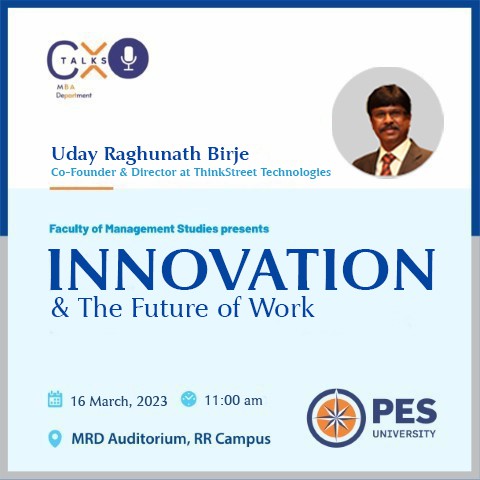 CXO
TALKS
MBA
Department
Uday Raghunath Birje
Co-Founder & Director at ThinkStreet Technologies
Faculty of Management Studies presents
INNOVATION
& The Future of Work
16 March, 2023 11:00 am
MRD Auditorium, RR Campus
PES
UNIVERSITY